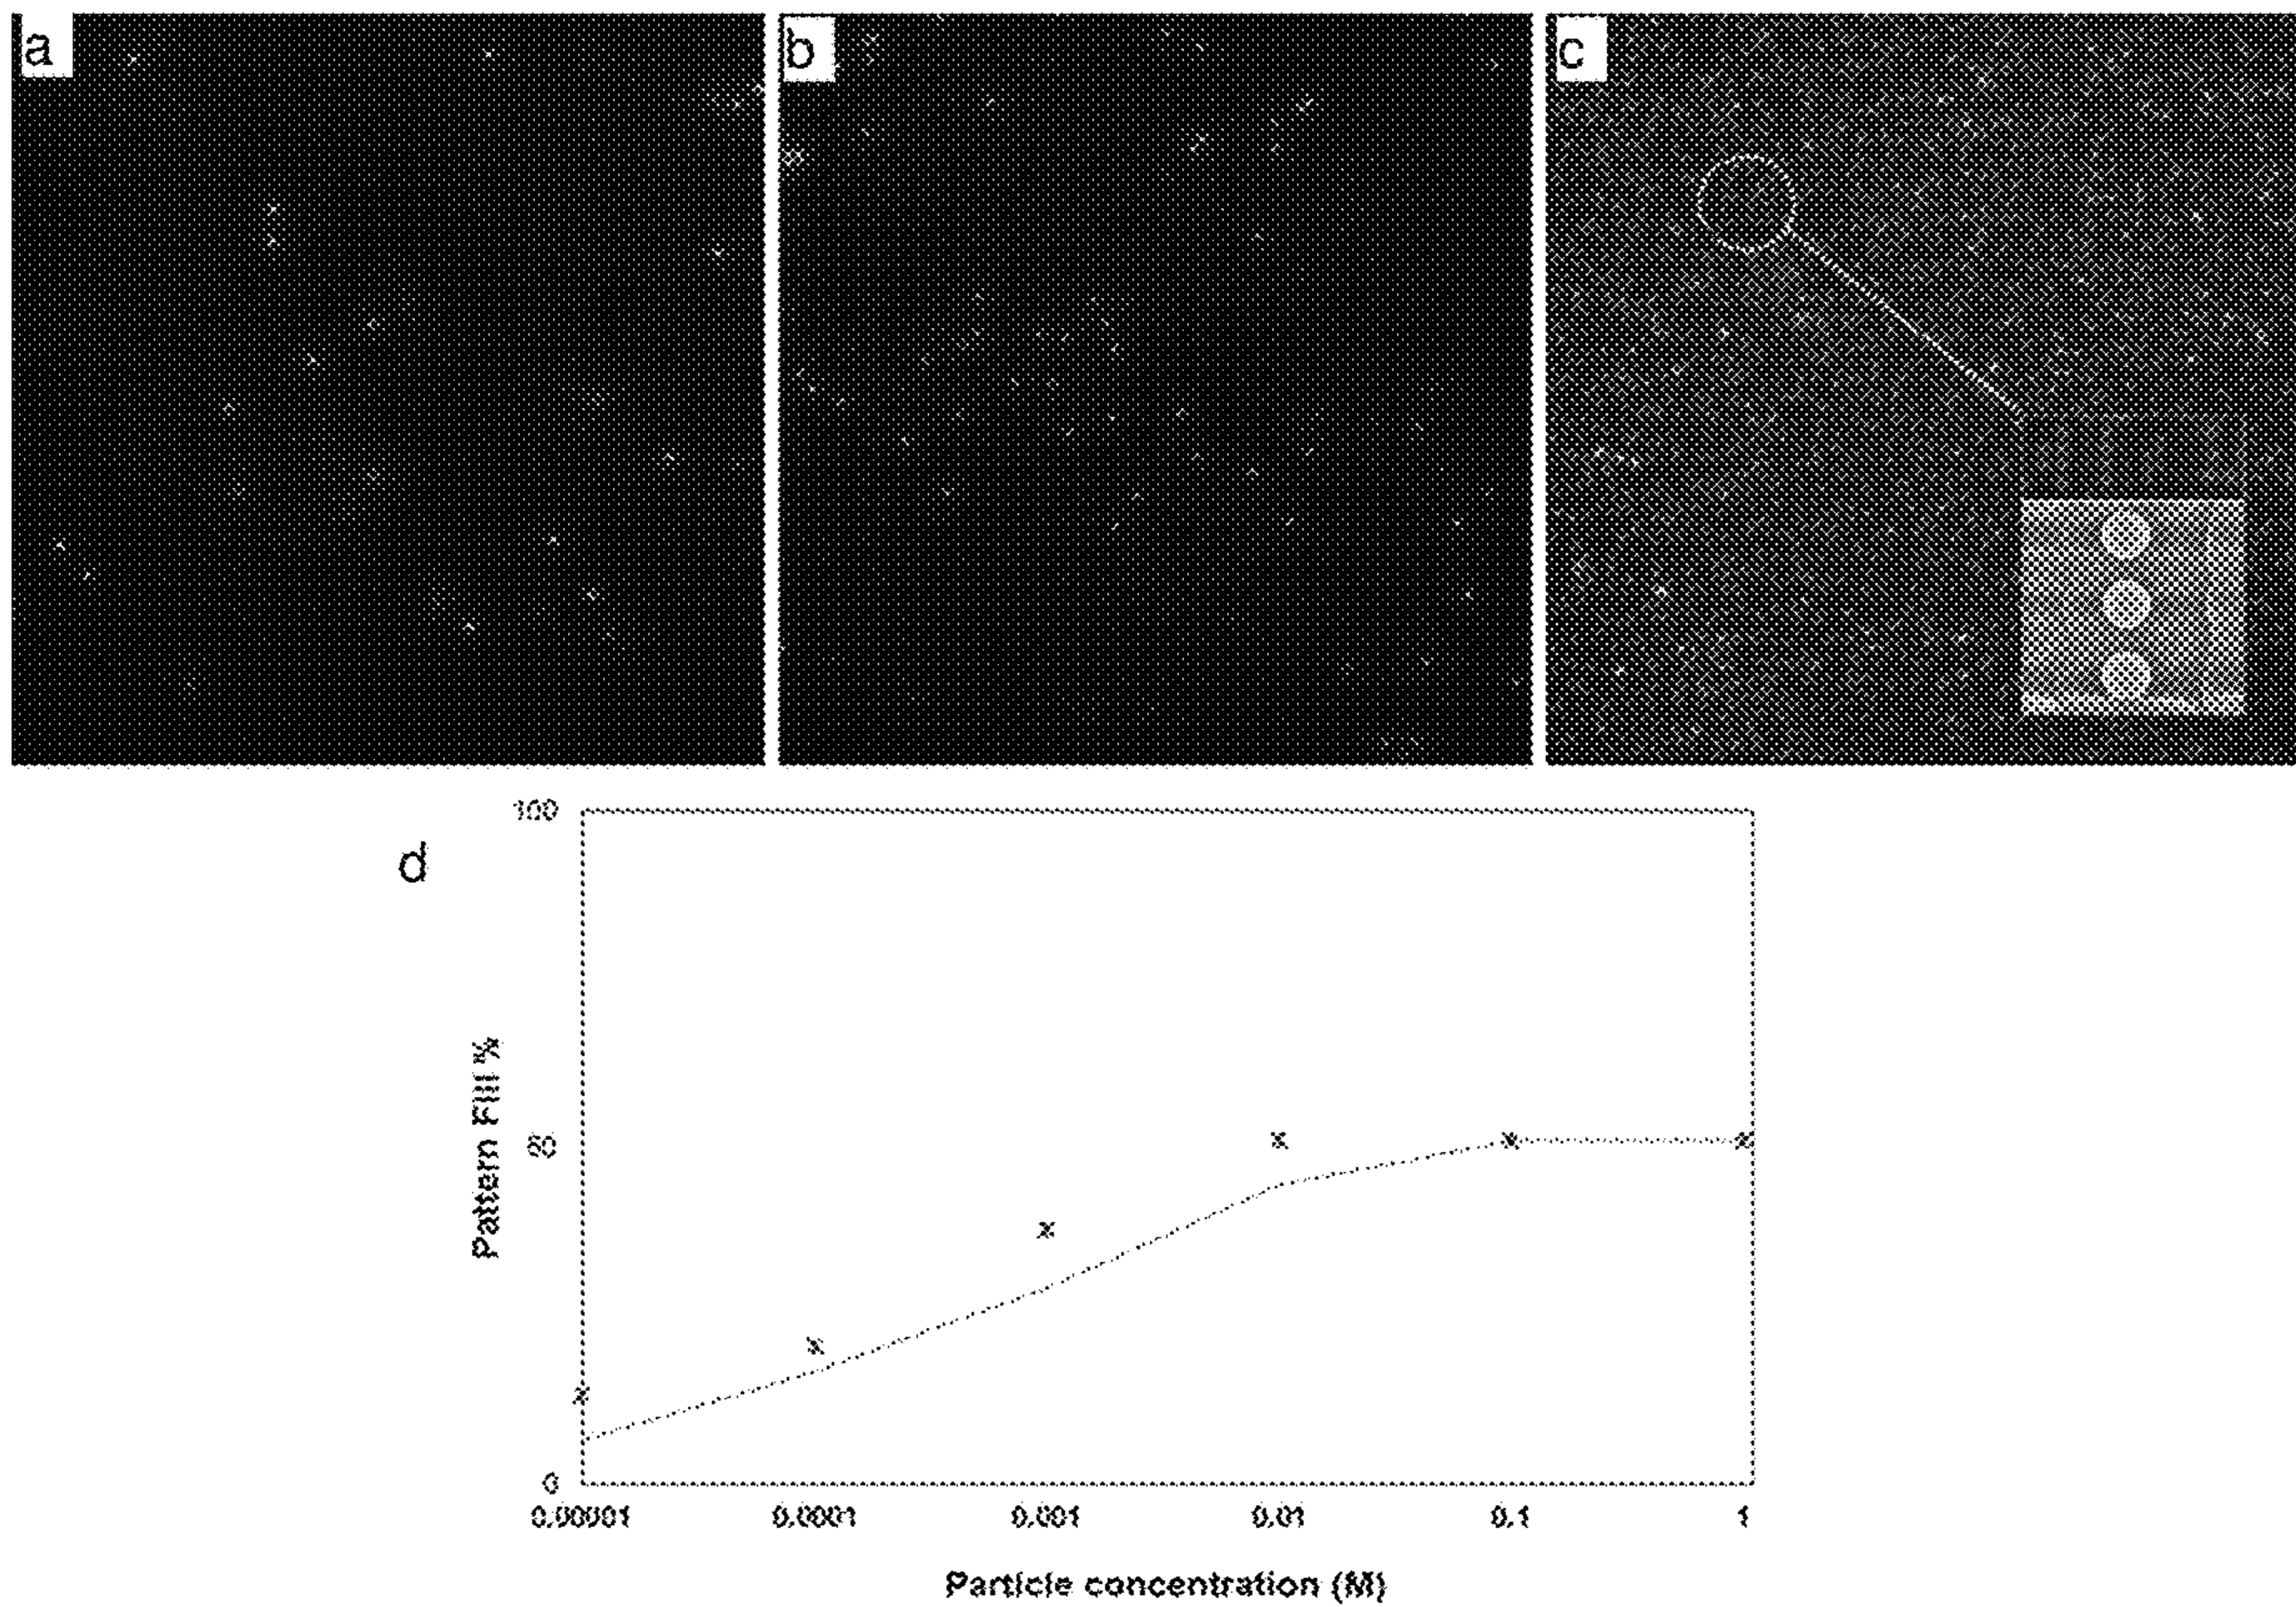 a
b
c
d
100
50
0
Pattern Fill %
0.00001 0.0001 0.001 0.01 0.1 1
Particle concentration (M)